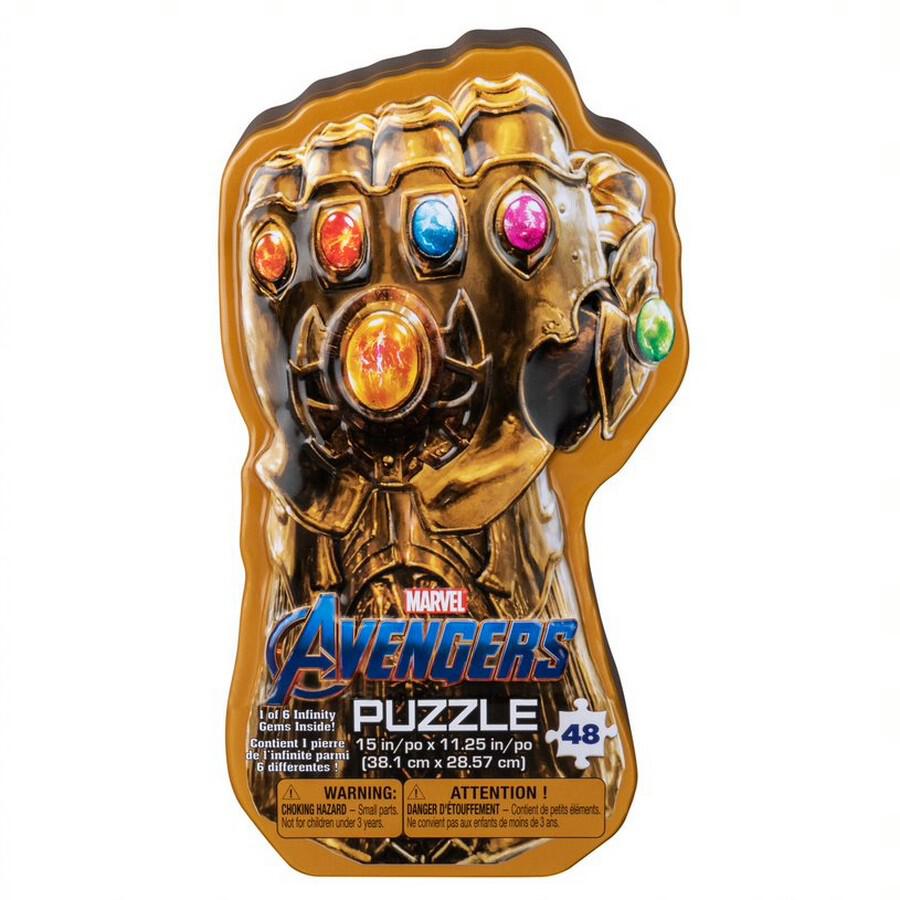 MARVEL
AVENGERS
PUZZLE
1 of 6 Infinity
Gems Inside!
Contient 1 pierre
de l'infinite parmi
6 differentes !
15 in/po x 11.25 in/po
(38.1 cm x 28.57 cm)
48
WARNING:
CHOKING HAZARD – Small parts.
Not for children under 3 years.
ATTENTION !
DANGER D'ÉTOUFFEMENT – Contient de petits éléments.
Ne convient pas aux enfants de moins de 3 ans.